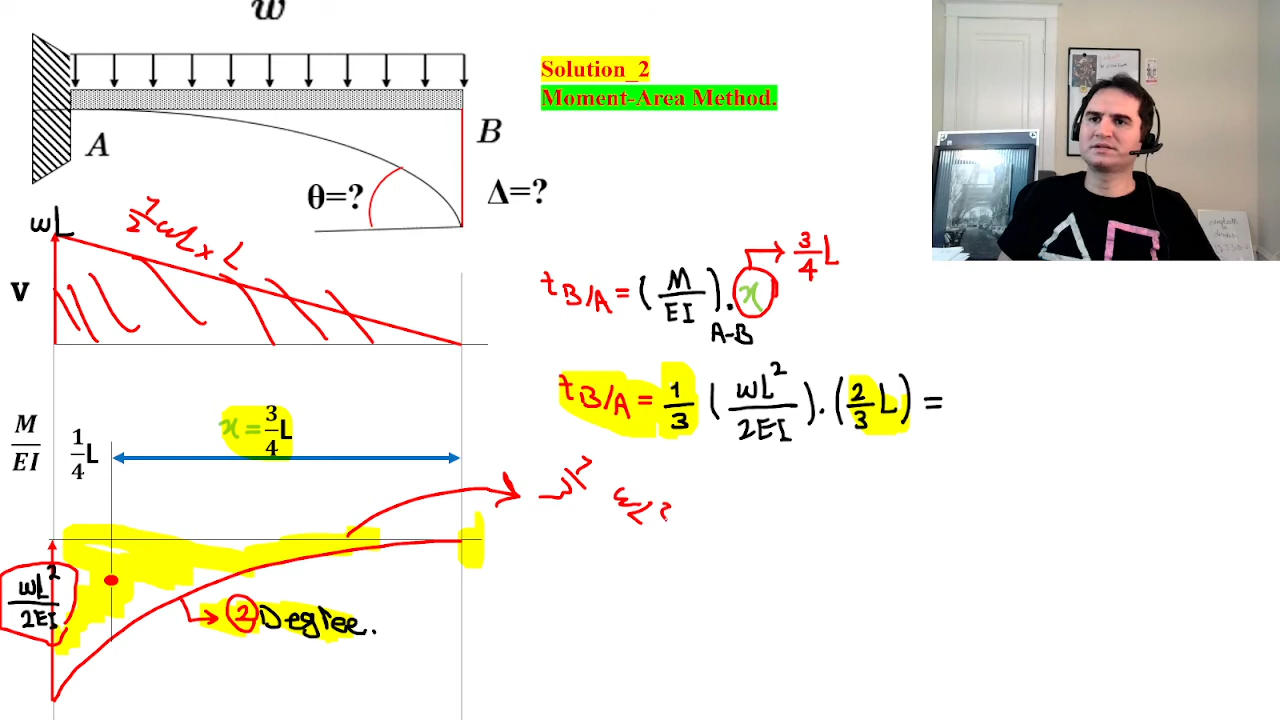 w
Solution_2
Moment-Area Method.
A
B
θ=?
Δ=?
wL
1/2 wL × L
V
t B/A = (M/EI) A-B . x → 3/4 L
t B/A = 1/3 (wL²/2EI) . (2/3 L) =
M/EI
1/4 L
x = 3/4 L
wL²/2EI
2 Degree.